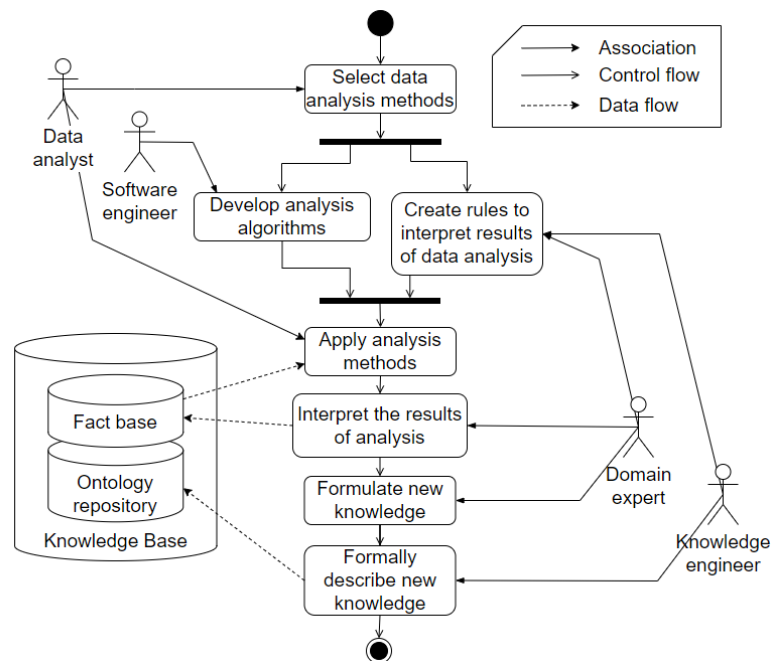 Select data
analysis methods
Association
Control flow
Data flow
Data
analyst
Software
engineer
Develop analysis
algorithms
Create rules to
interpret results
of data analysis
Apply analysis
methods
Fact base
Interpret the results
of analysis
Ontology
repository
Knowledge Base
Formulate new
knowledge
Domain
expert
Formally
describe new
knowledge
Knowledge
engineer